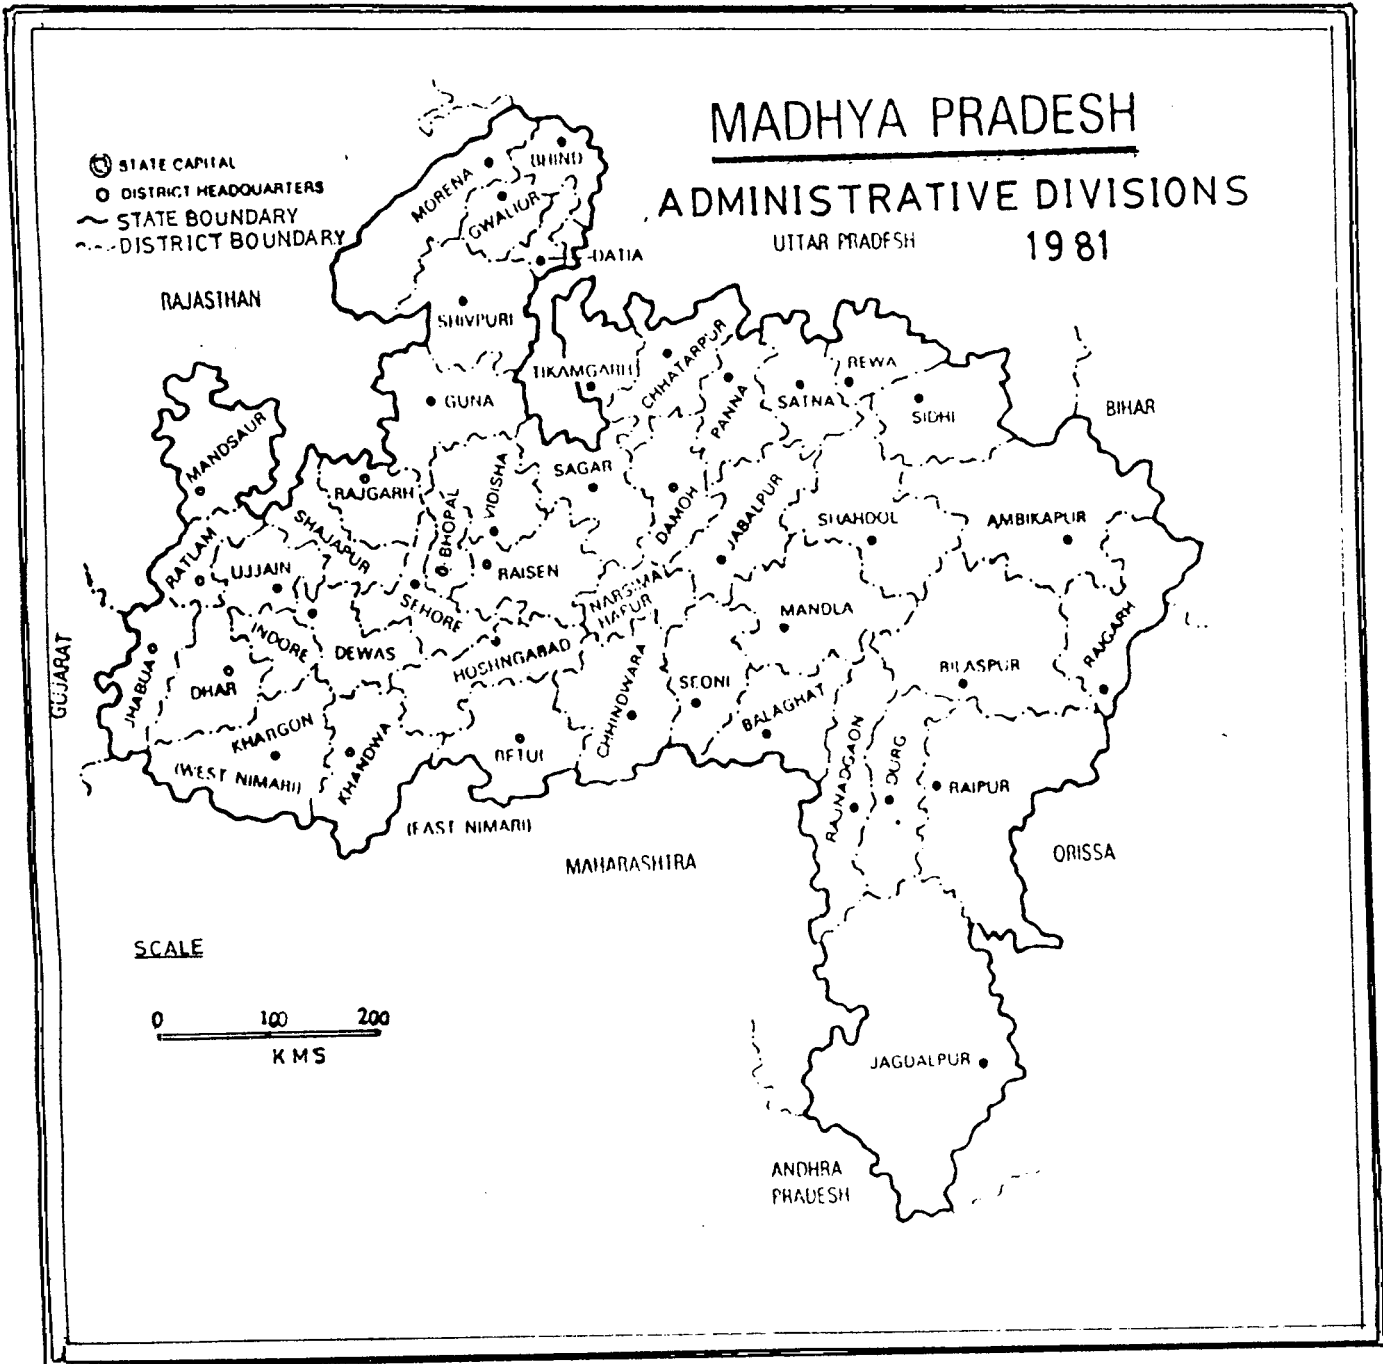 MADHYA PRADESH
ADMINISTRATIVE DIVISIONS
1981
STATE CAPITAL
DISTRICT HEADQUARTERS
STATE BOUNDARY
DISTRICT BOUNDARY
UTTAR PRADESH
RAJASTHAN
BHIND
MORENA
GWALIOR
DATIA
SHIVPURI
TIKAMGARH
CHHATARPUR
PANNA
SATNA
REWA
SIDHI
BIHAR
GUNA
MANDSAUR
RAJGARH
SHAJAPUR
BHOPAL
VIDISHA
SAGAR
DAMOH
JABALPUR
SHAHDOL
AMBIKAPUR
RATLAM
UJJAIN
SEHORE
RAISEN
NARSIMA
HAPUR
MANDLA
RAIGARH
GUJARAT
JHABUA
DHAR
INDORE
DEWAS
HOSHNGABAD
CHHINDWARA
SEONI
BALAGHAT
BILASPUR
KHARGON
(WEST NIMAR)
KHANDWA
(EAST NIMAR)
BETUL
RAJNADGAON
DURG
RAIPUR
MAHARASHTRA
ORISSA
SCALE
0 100 200
KMS
JAGDALPUR
ANDHRA
PRADESH